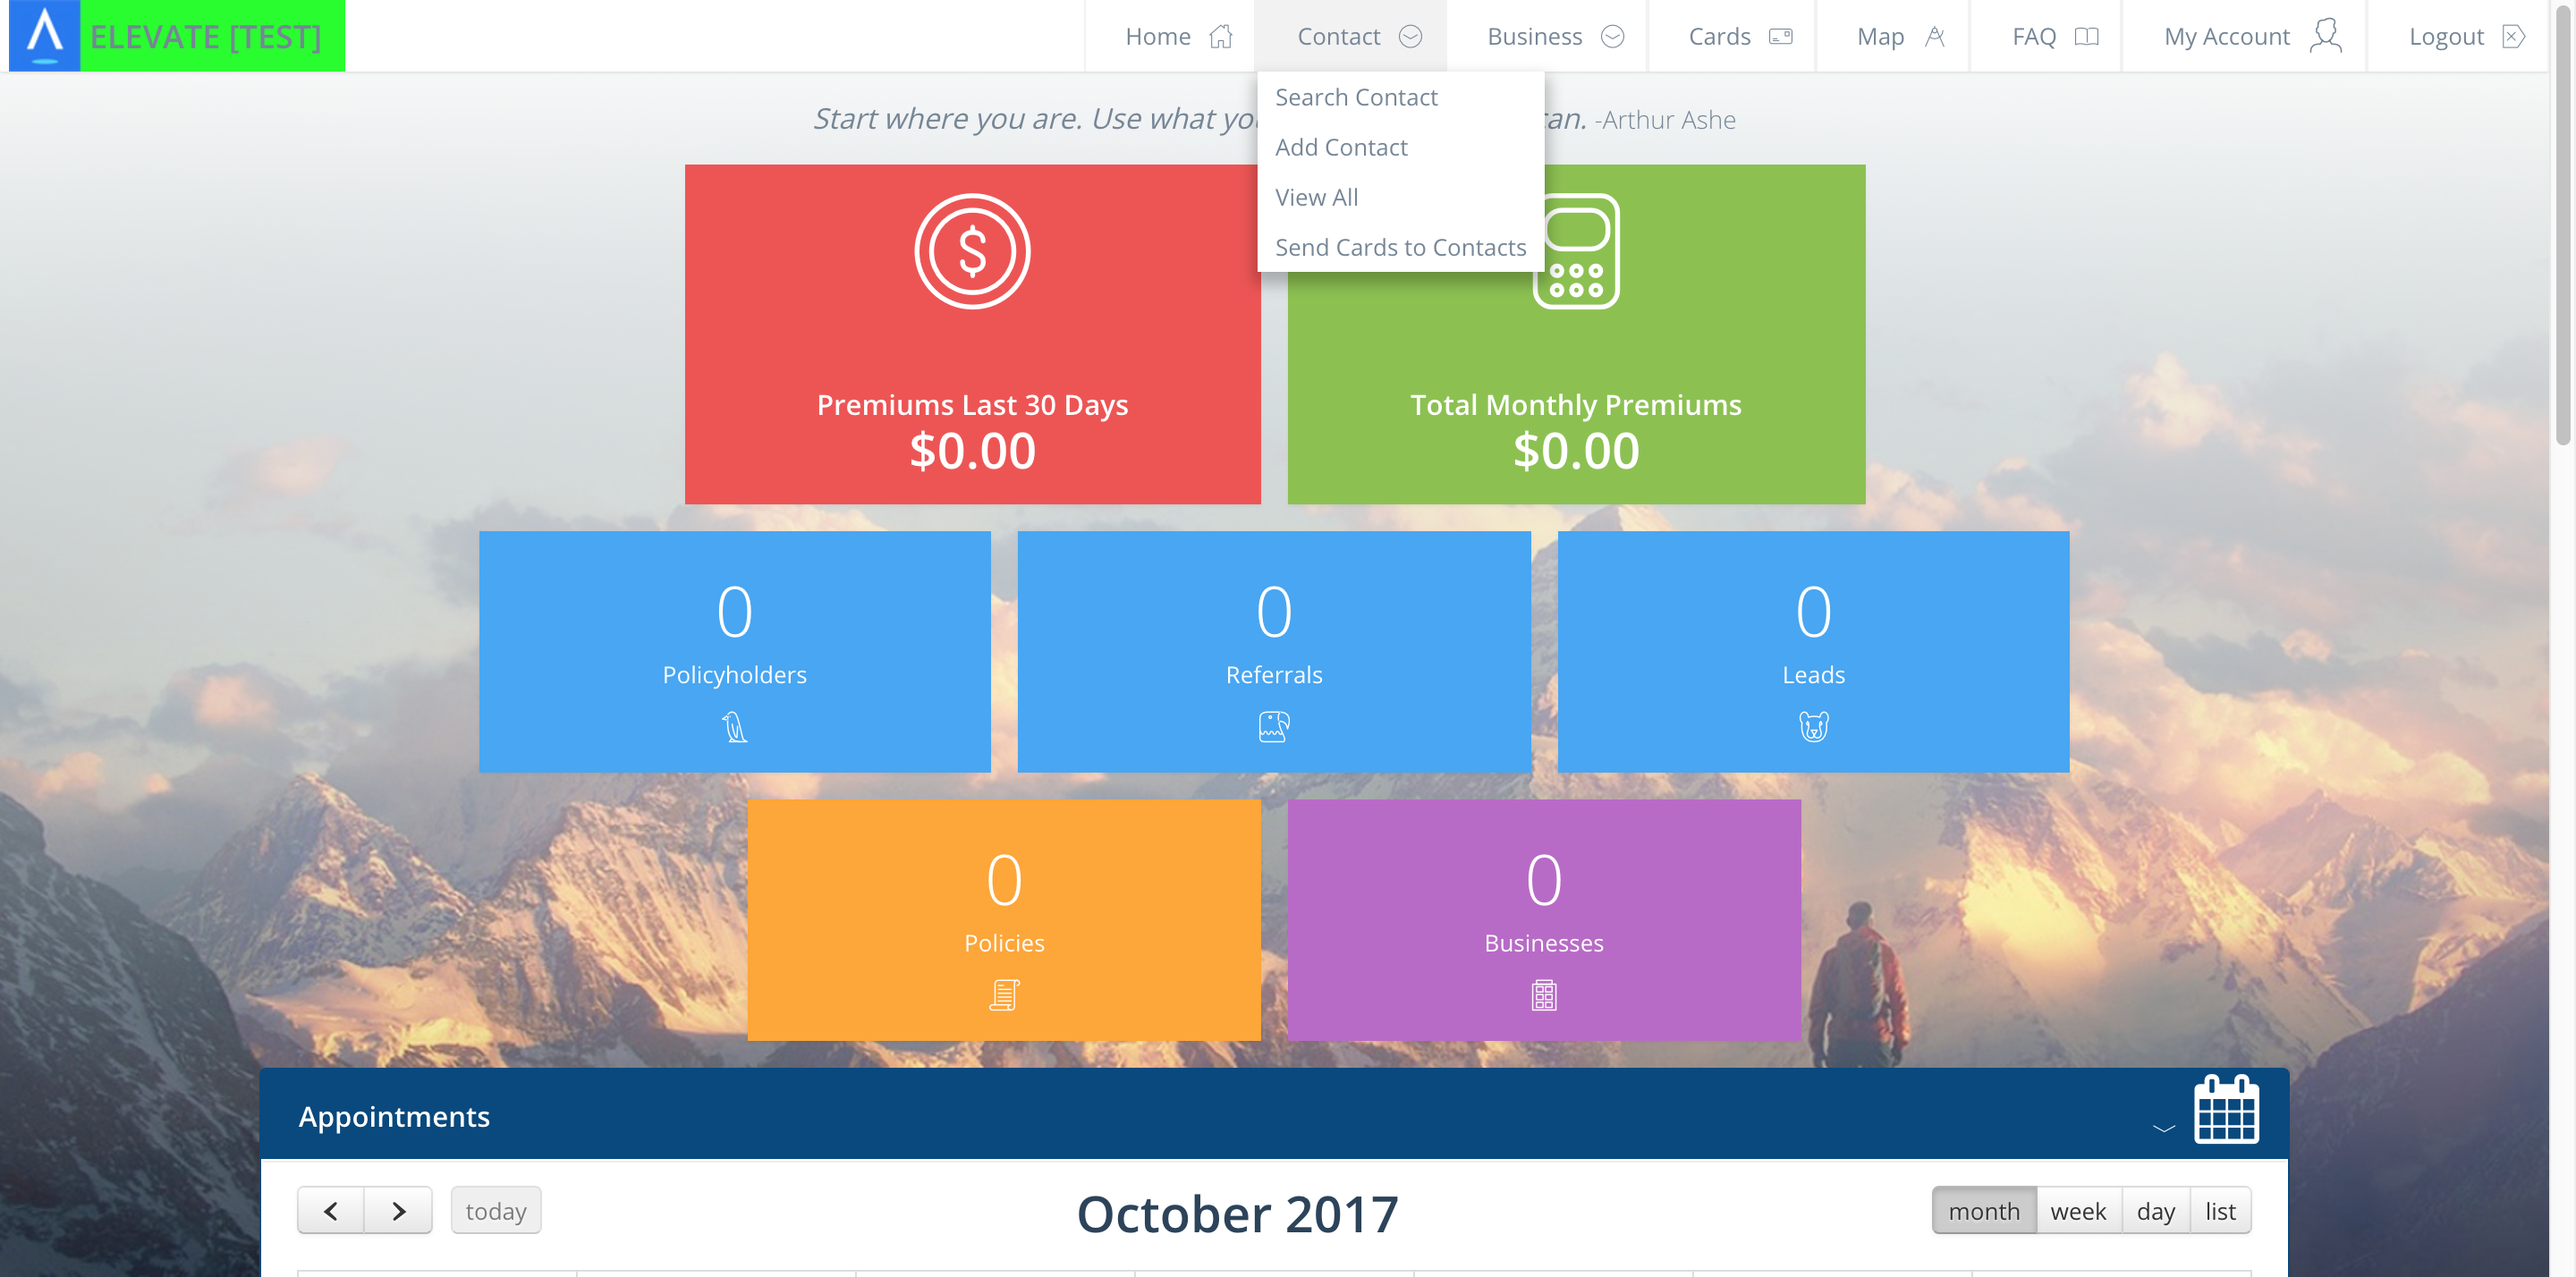 ELEVATE [TEST]
Home
Contact
Business
Cards
Map
FAQ
My Account
Logout
Search Contact
Add Contact
View All
Send Cards to Contacts
Start where you are. Use what can. -Arthur Ashe
Premiums Last 30 Days
$0.00
Total Monthly Premiums
$0.00
0
Policyholders
0
Referrals
0
Leads
0
Policies
0
Businesses
Appointments
today
October 2017
month
week
day
list